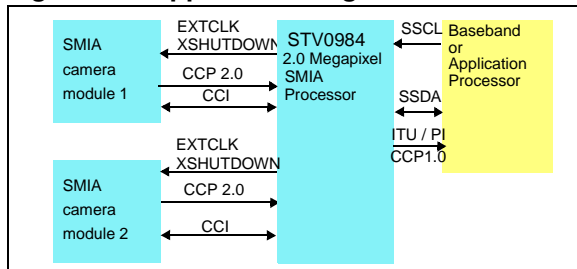 SMIA
camera
module 1
EXTCLK
XSHUTDOWN
CCP 2.0
CCI
STV0984
2.0 Megapixel
SMIA
Processor
SSCL
SSDA
ITU / PI
CCP1.0
Baseband
or
Application
Processor
SMIA
camera
module 2
EXTCLK
XSHUTDOWN
CCP 2.0
CCI